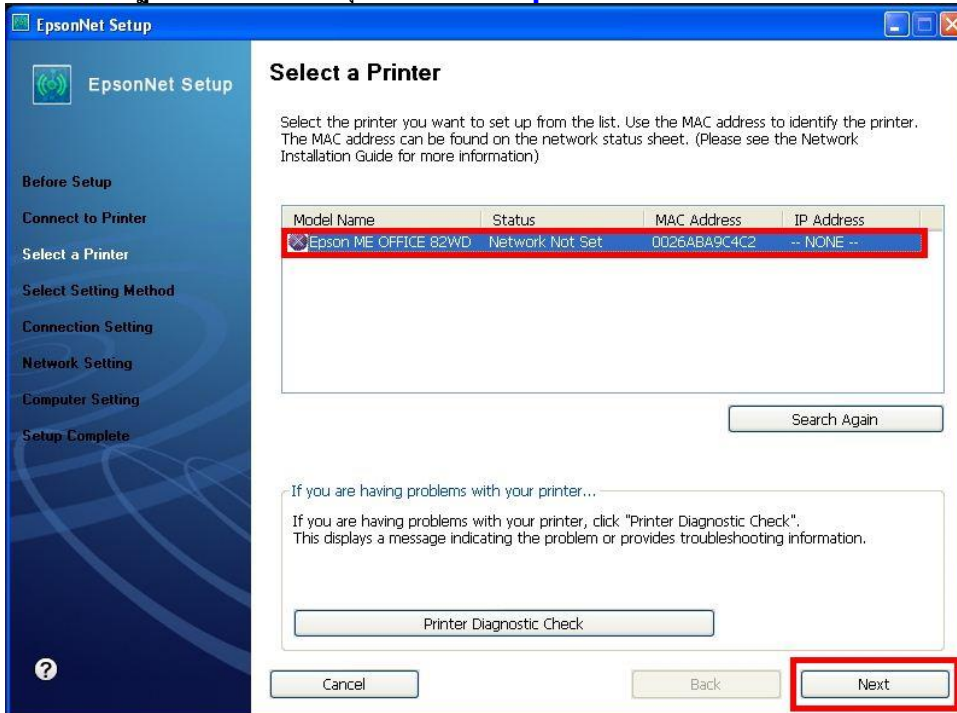 EpsonNet Setup
EpsonNet Setup
Before Setup
Connect to Printer
Select a Printer
Select Setting Method
Connection Setting
Network Setting
Computer Setting
Setup Complete
Select a Printer
Select the printer you want to set up from the list. Use the MAC address to identify the printer.
The MAC address can be found on the network status sheet. (Please see the Network
Installation Guide for more information)
Model Name Status MAC Address IP Address
Epson ME OFFICE 82WD Network Not Set 0026ABA9C4C2 -- NONE --
Search Again
If you are having problems with your printer...
If you are having problems with your printer, click "Printer Diagnostic Check".
This displays a message indicating the problem or provides troubleshooting information.
Printer Diagnostic Check
Cancel Back Next